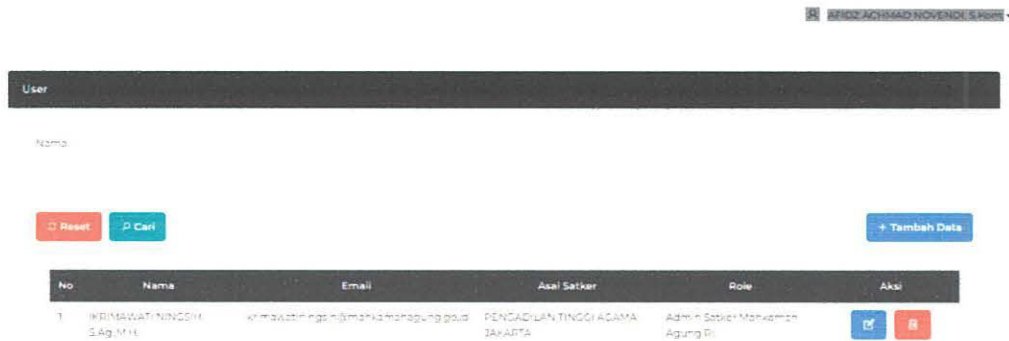 AFIDZ ACHMAD NOVENDI, S.Kom
User
Nama
Reset
Cari
+ Tambah Data
No Nama Email Asal Satker Role Aksi
1 IKRIMAWATI NINGSIH, PENGADILAN TINGGI AGAMA Admin Satker Mahkamah
S.Ag, M.H. JAKARTA Agung RI